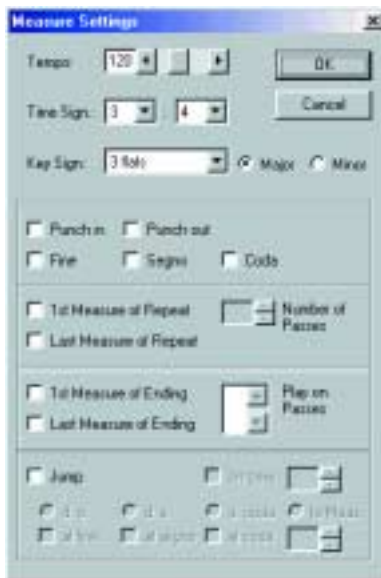 Measure Settings
Tempo: 120
OK
Time Sign: 3 : 4
Cancel
Key Sign: 3 flats Major Minor
Punch in Punch out
Fine Segno Coda
1st Measure of Repeat Number of Passes
Last Measure of Repeat
1st Measure of Ending Play on Passes
Last Measure of Ending
Jump